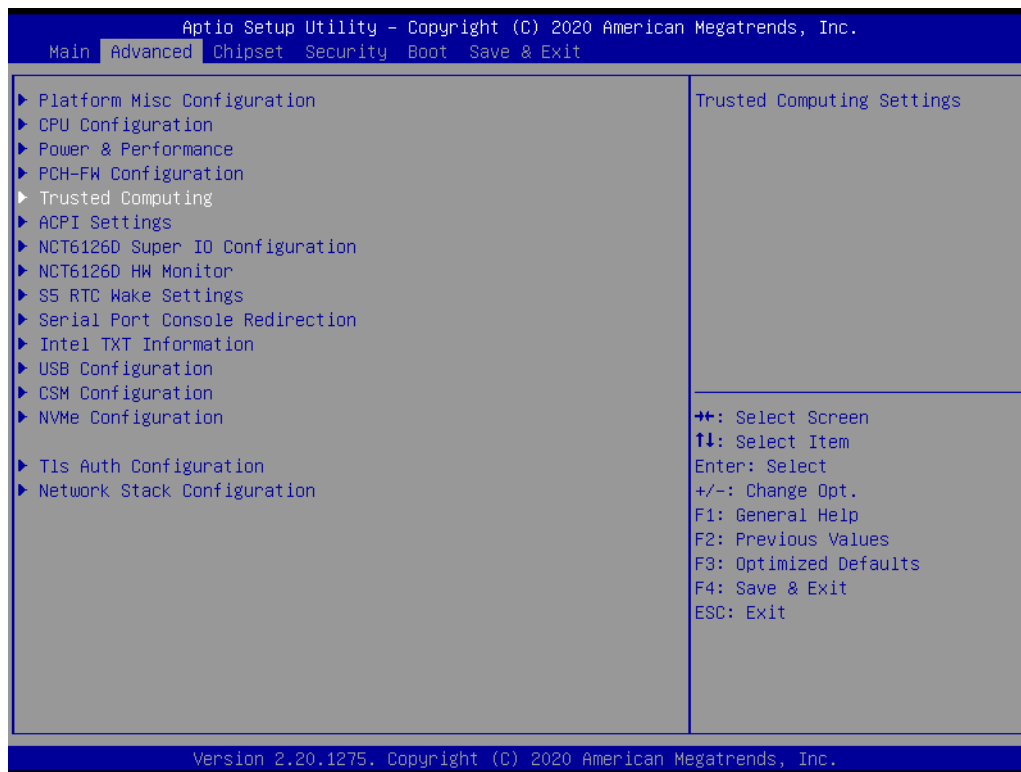 Aptio Setup Utility – Copyright (C) 2020 American Megatrends, Inc.
Main Advanced Chipset Security Boot Save & Exit
Platform Misc Configuration
CPU Configuration
Power & Performance
PCH-FW Configuration
Trusted Computing
ACPI Settings
NCT6126D Super IO Configuration
NCT6126D HW Monitor
S5 RTC Wake Settings
Serial Port Console Redirection
Intel TXT Information
USB Configuration
CSM Configuration
NVMe Configuration
Tls Auth Configuration
Network Stack Configuration
Trusted Computing Settings
→←: Select Screen
↑↓: Select Item
Enter: Select
+/-: Change Opt.
F1: General Help
F2: Previous Values
F3: Optimized Defaults
F4: Save & Exit
ESC: Exit
Version 2.20.1275. Copyright (C) 2020 American Megatrends, Inc.